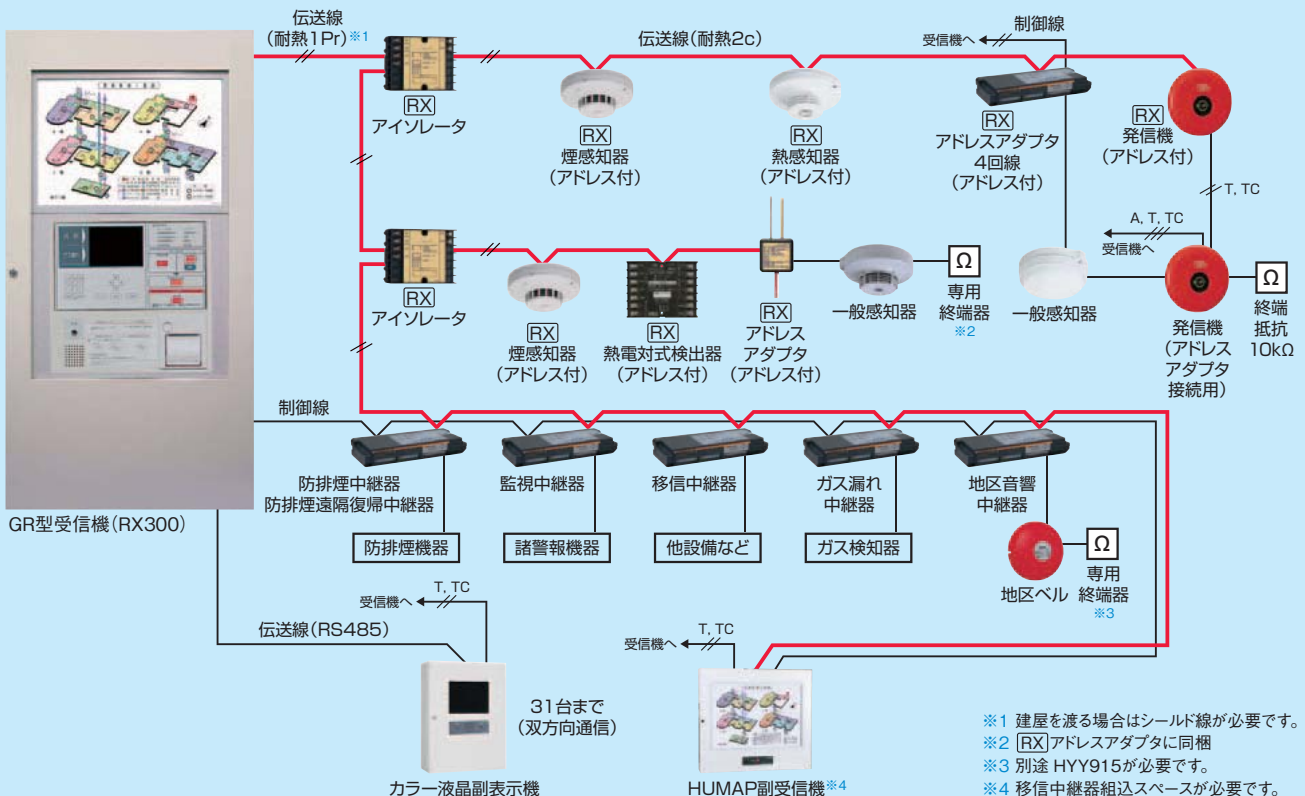 伝送線
(耐熱1Pr)※1
伝送線(耐熱2c)
制御線
受信機へ
RX
アイソレータ
RX
煙感知器
(アドレス付)
RX
熱感知器
(アドレス付)
RX
アドレスアダプタ
4回線
(アドレス付)
RX
発信機
(アドレス付)
T, TC
A, T, TC
受信機へ
RX
アイソレータ
RX
煙感知器
(アドレス付)
RX
熱電対式検出器
(アドレス付)
RX
アドレス
アダプタ
(アドレス付)
一般感知器
Ω
専用
終端器
※2
一般感知器
発信機
(アドレス
アダプタ
接続用)
Ω
終端
抵抗
10kΩ
制御線
防排煙中継器
防排煙遠隔復帰中継器
監視中継器
移信中継器
ガス漏れ
中継器
地区音響
中継器
GR型受信機(RX300)
防排煙機器
諸警報機器
他設備など
ガス検知器
地区ベル
Ω
専用
終端器
※3
T, TC
受信機へ
伝送線(RS485)
T, TC
受信機へ
31台まで
(双方向通信)
カラー液晶副表示機
HUMAP副受信機※4
※1 建屋を渡る場合はシールド線が必要です。
※2 RXアドレスアダプタに同梱
※3 別途 HYY915が必要です。
※4 移信中継器組込スペースが必要です。